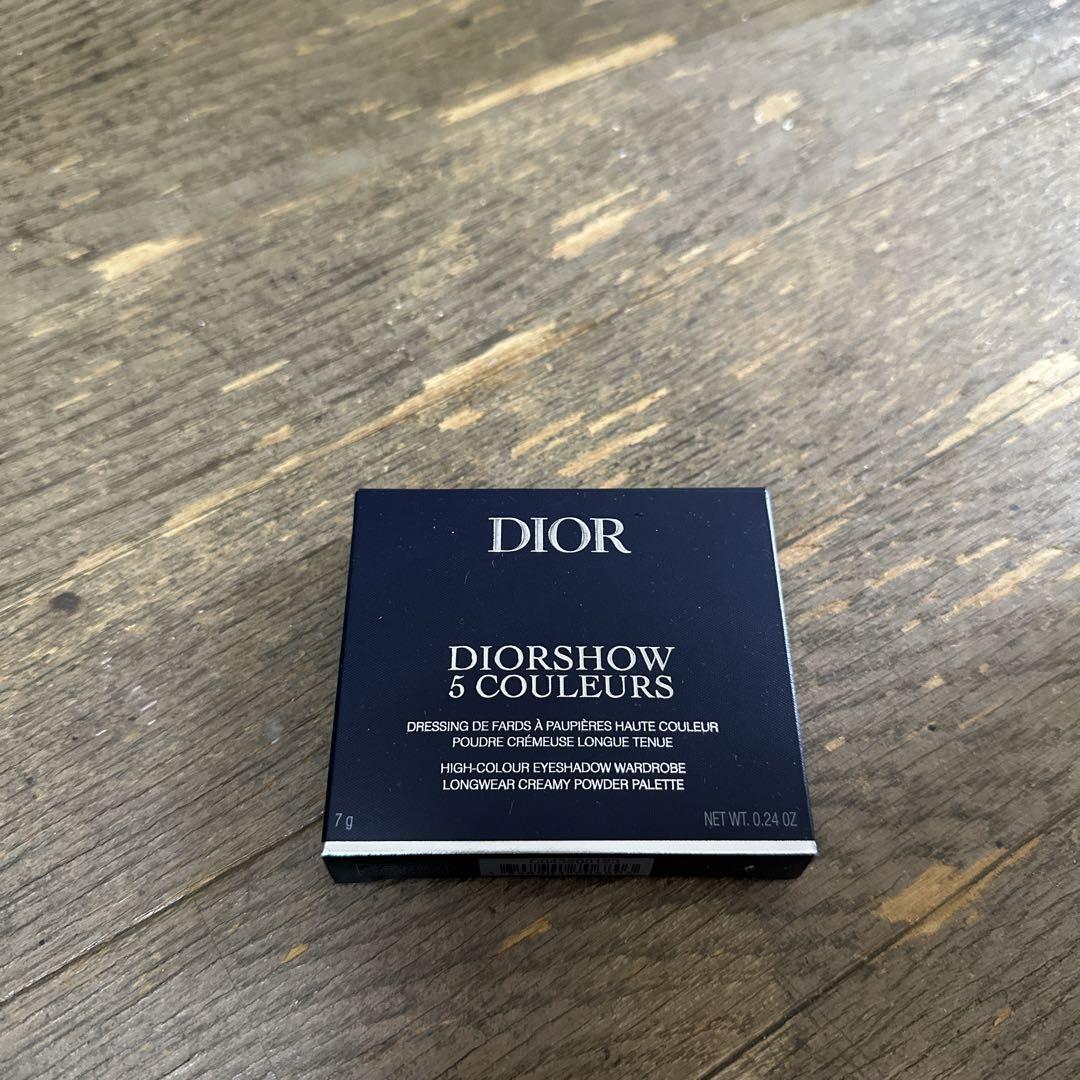 DIOR
DIORSHOW
5 COULEURS
DRESSING DE FARDS À PAUPIÈRES HAUTE COULEUR
POUDRE CRÉMEUSE LONGUE TENUE
HIGH-COLOUR EYESHADOW WARDROBE
LONGWEAR CREAMY POWDER PALETTE
7 g
NET WT. 0.24 OZ